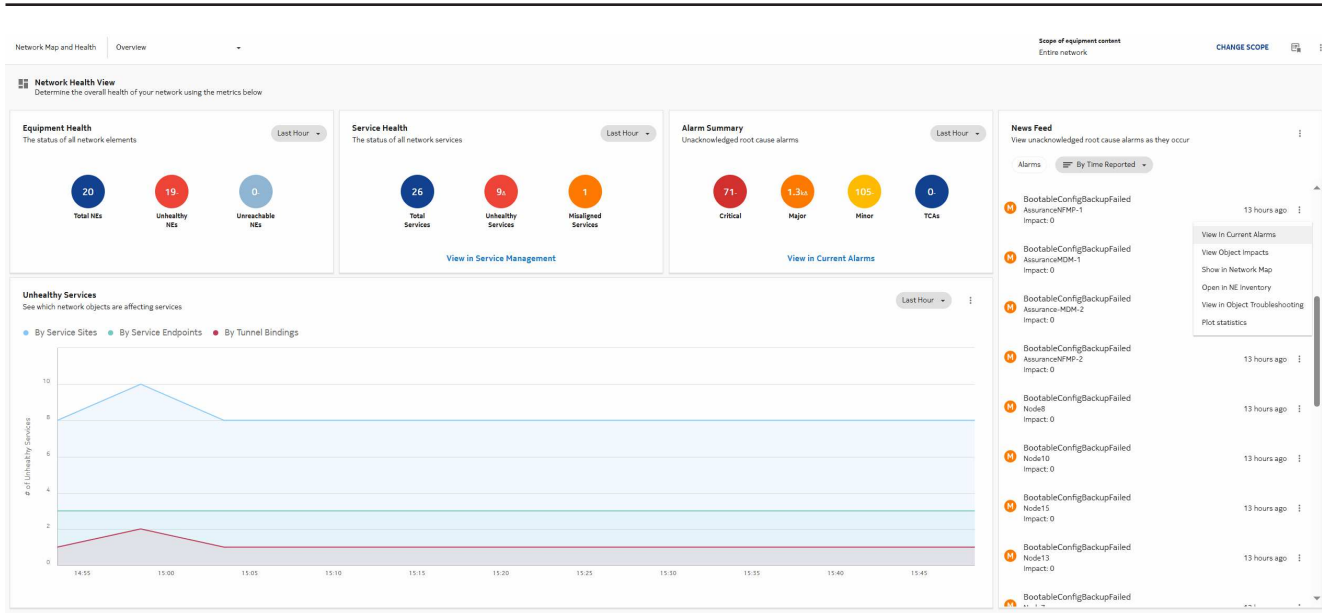 Network Map and Health
Overview
Scope of equipment content
Entire network
CHANGE SCOPE
Network Health View
Determine the overall health of your network using the metrics below
Equipment Health
The status of all network elements
Last Hour
20
19
0
Total NEs
Unhealthy
NEs
Unreachable
NEs
Service Health
The status of all network services
Last Hour
26
9
1
Total
Services
Unhealthy
Services
Misaligned
Services
View in Service Management
Alarm Summary
Unacknowledged root cause alarms
Last Hour
71
1.3k
105
0
Critical
Major
Minor
TCAs
View in Current Alarms
Unhealthy Services
See which network objects are affecting services
Last Hour
By Service Sites
By Service Endpoints
By Tunnel Bindings
# of Unhealthy Services
10
8
6
4
2
0
14:55
15:00
15:05
15:10
15:15
15:20
15:25
15:30
15:35
15:40
15:45
News Feed
View unacknowledged root cause alarms as they occur
Alarms
By Time Reported
M
BootableConfigBackupFailed
AssuranceNFMP-1
13 hours ago
Impact: 0
View in Current Alarms
View Object Impacts
Show in Network Map
Open in NE Inventory
View in Object Troubleshooting
Plot statistics
M
BootableConfigBackupFailed
AssuranceMDM-1
Impact: 0
M
BootableConfigBackupFailed
Assurance-MDM-2
Impact: 0
M
BootableConfigBackupFailed
AssuranceNFMP-2
13 hours ago
Impact: 0
M
BootableConfigBackupFailed
Node8
13 hours ago
Impact: 0
M
BootableConfigBackupFailed
Node10
13 hours ago
Impact: 0
M
BootableConfigBackupFailed
Node15
13 hours ago
Impact: 0
M
BootableConfigBackupFailed
Node13
13 hours ago
Impact: 0
M
BootableConfigBackupFailed